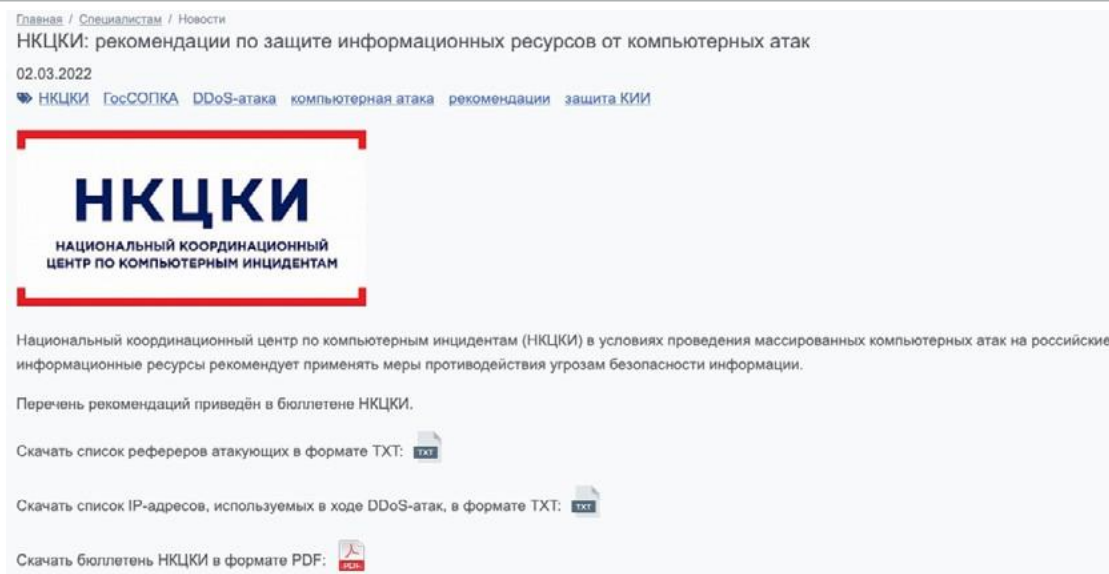 Главная / Специалистам / Новости
НКЦКИ: рекомендации по защите информационных ресурсов от компьютерных атак
02.03.2022
НКЦКИ ГосСОПКА DDoS-атака компьютерная атака рекомендации защита КИИ
НКЦКИ
НАЦИОНАЛЬНЫЙ КООРДИНАЦИОННЫЙ
ЦЕНТР ПО КОМПЬЮТЕРНЫМ ИНЦИДЕНТАМ
Национальный координационный центр по компьютерным инцидентам (НКЦКИ) в условиях проведения массированных компьютерных атак на российские
информационные ресурсы рекомендует применять меры противодействия угрозам безопасности информации.
Перечень рекомендаций приведён в бюллетене НКЦКИ.
Скачать список рефереров атакующих в формате TXT: TXT
Скачать список IP-адресов, используемых в ходе DDoS-атак, в формате TXT: TXT
Скачать бюллетень НКЦКИ в формате PDF: PDF